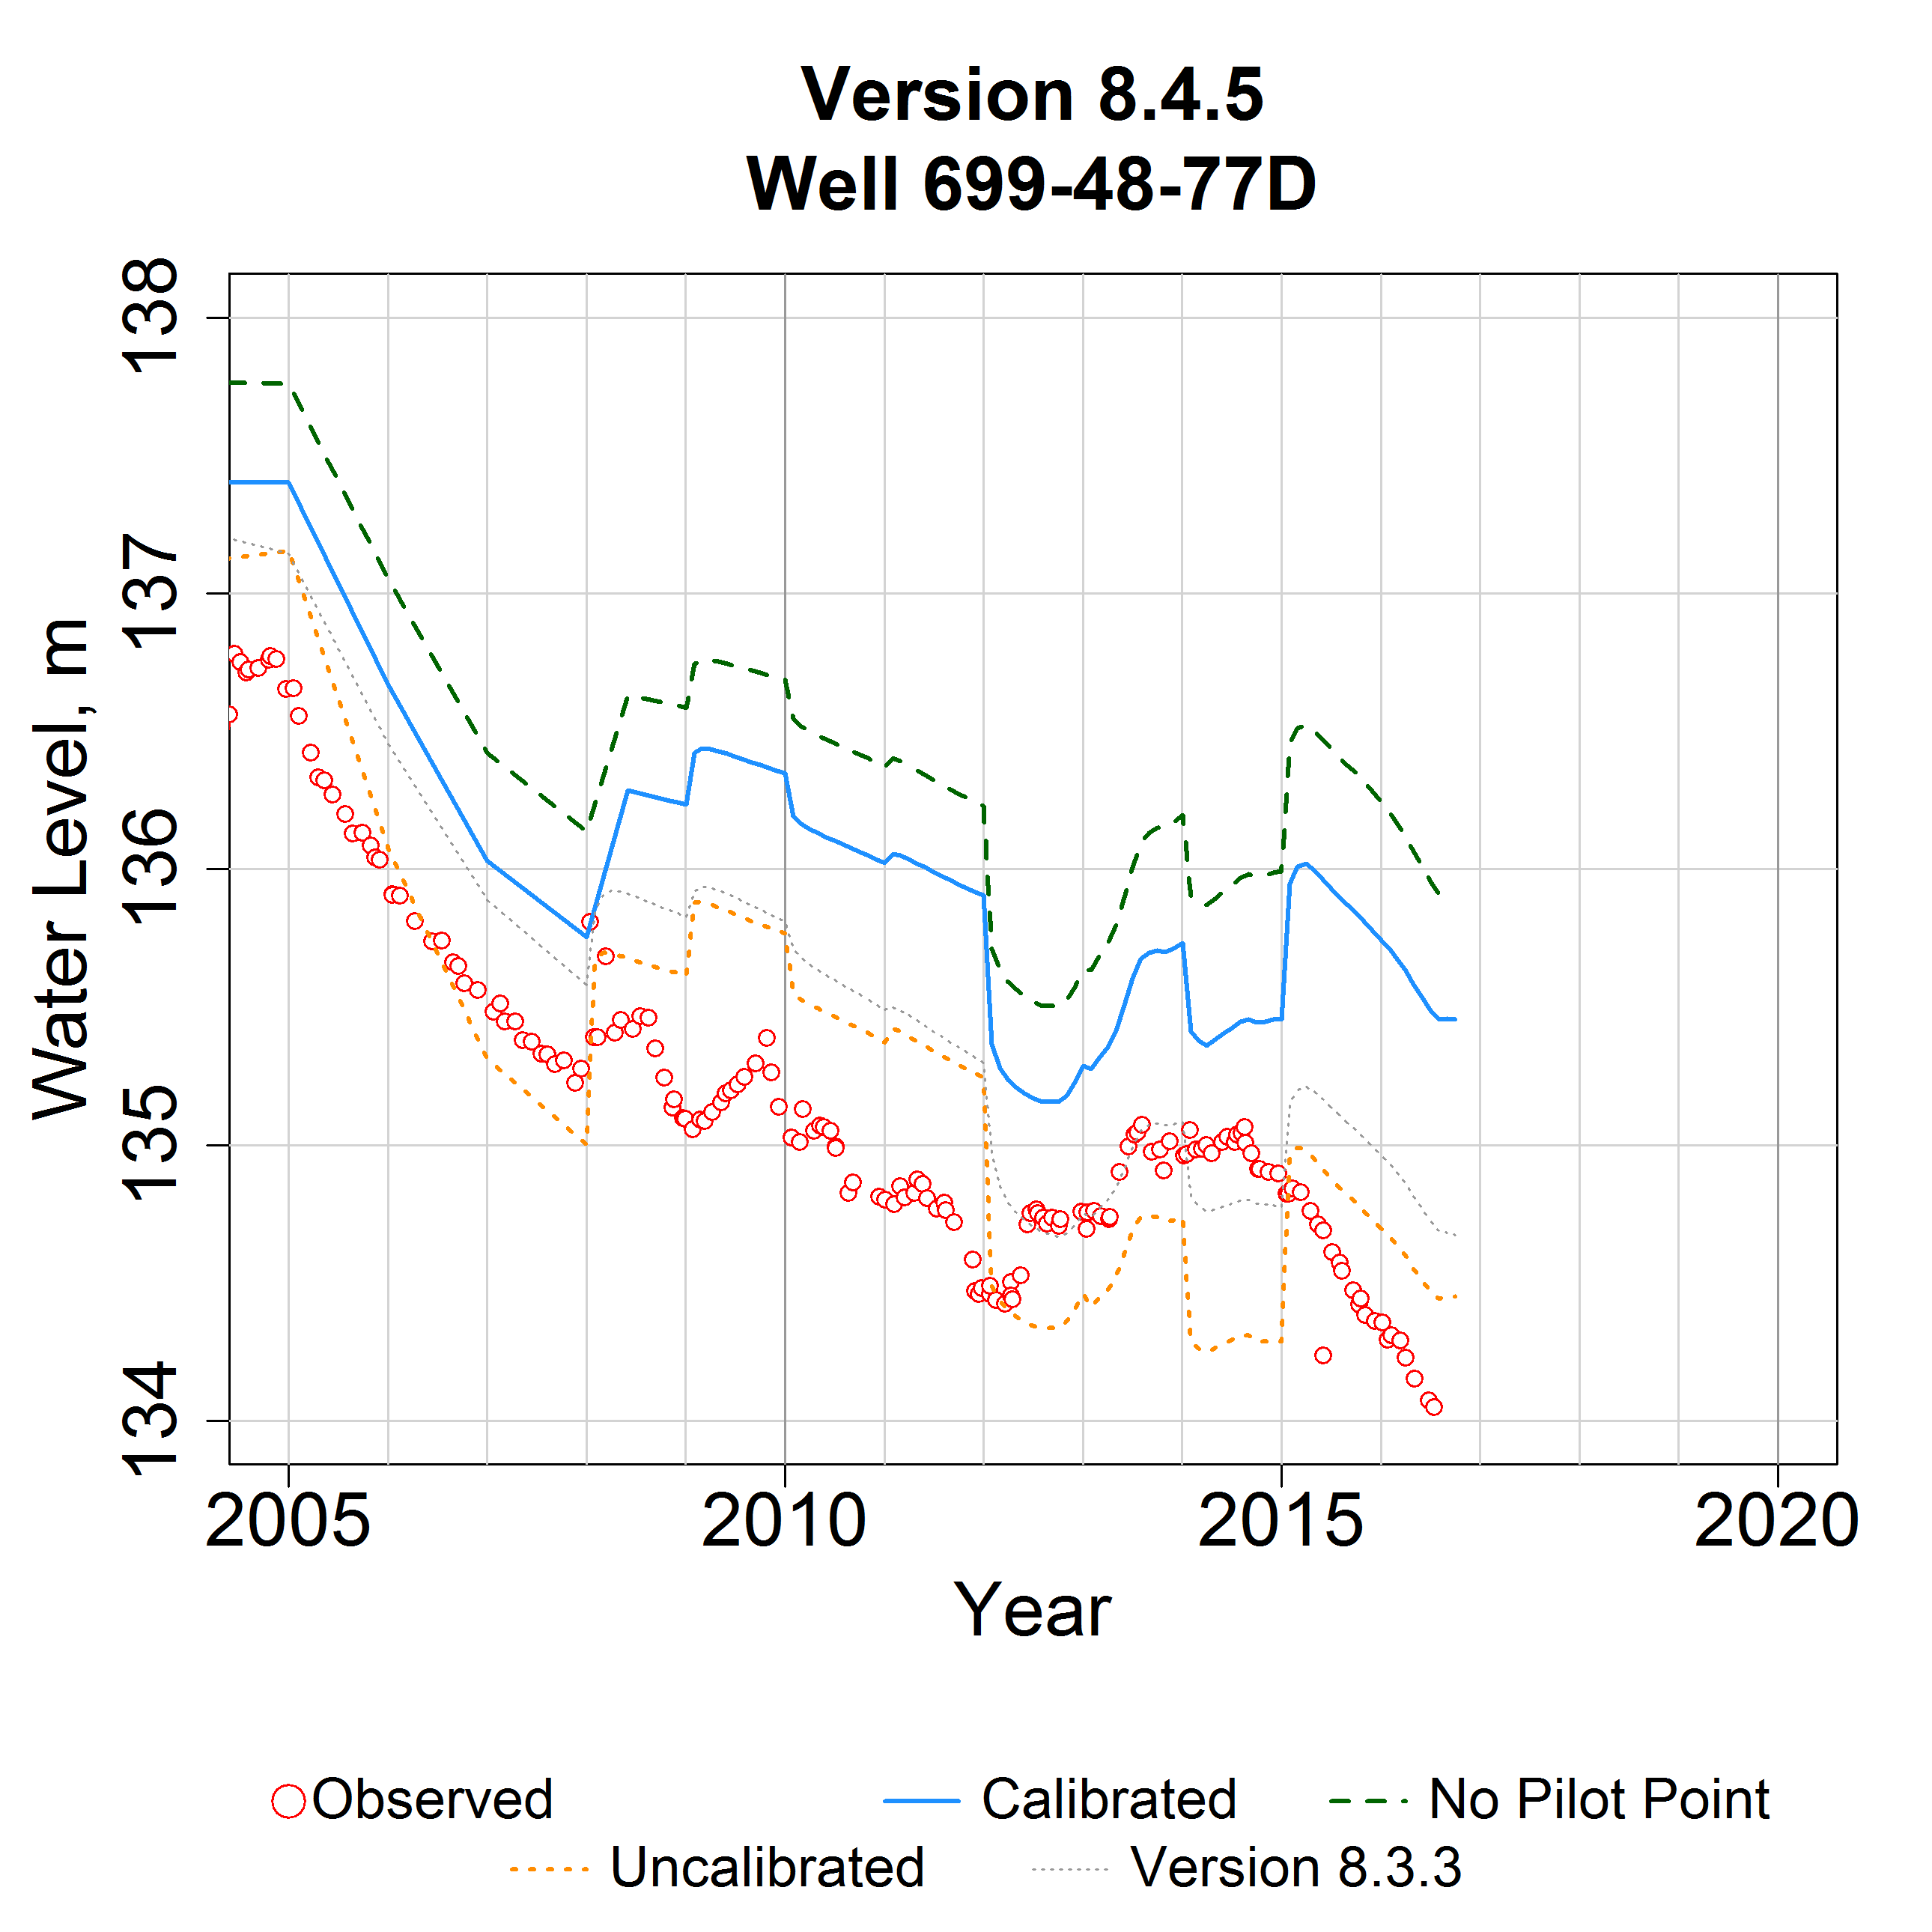 Version 8.4.5
Well 699-48-77D
Water Level, m
138
137
136
135
134
2005 2010 2015 2020
Year
Observed Calibrated No Pilot Point
Uncalibrated Version 8.3.3